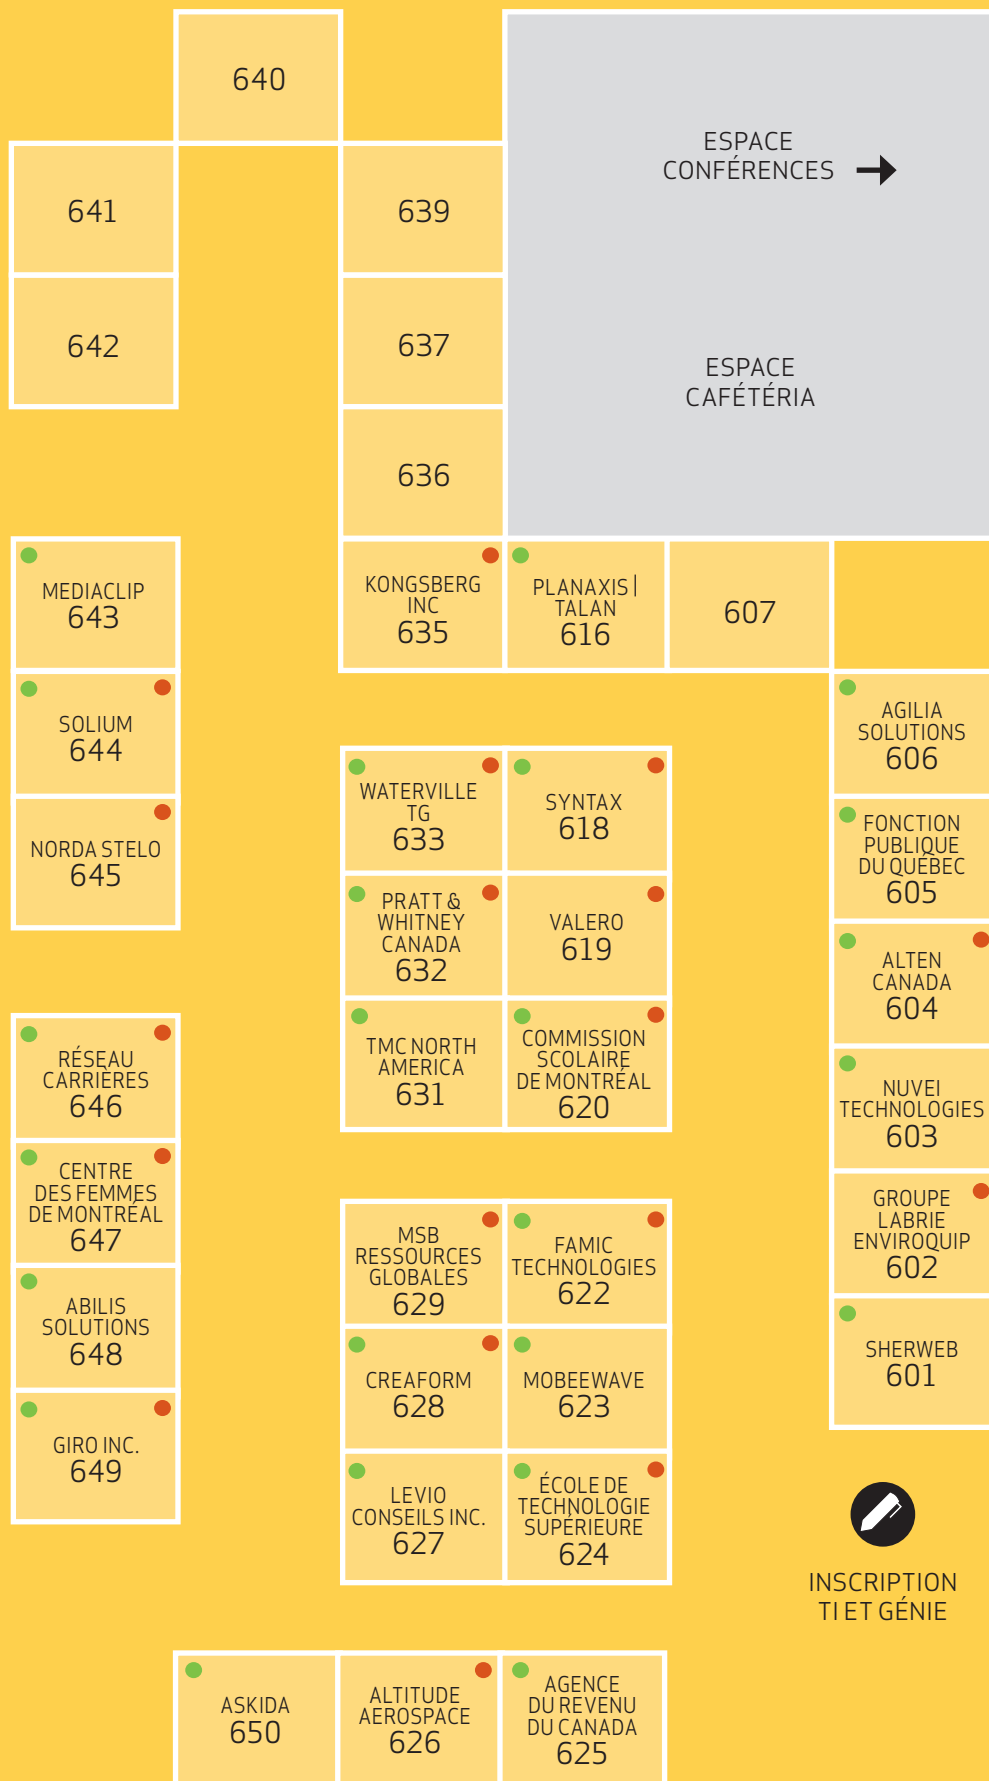 640
ESPACE
CONFÉRENCES
641
639
642
637
ESPACE
CAFÉTÉRIA
636
MEDIACLIP
643
KONGSBERG
INC
635
PLANAXIS |
TALAN
616
607
SOLIUM
644
AGILIA
SOLUTIONS
606
WATERVILLE
TG
633
SYNTAX
618
NORDA STELO
645
FONCTION
PUBLIQUE
DU QUÉBEC
605
PRATT &
WHITNEY
CANADA
632
VALERO
619
ALTEN
CANADA
604
RÉSEAU
CARRIÈRES
646
TMC NORTH
AMERICA
631
COMMISSION
SCOLAIRE
DE MONTRÉAL
620
NUVEI
TECHNOLOGIES
603
CENTRE
DES FEMMES
DE MONTRÉAL
647
MSB
RESSOURCES
GLOBALES
629
FAMIC
TECHNOLOGIES
622
GROUPE
LABRIE
ENVIROQUIP
602
ABILIS
SOLUTIONS
648
CREAFORM
628
MOBEEWAVE
623
SHERWEB
601
GIRO INC.
649
LEVIO
CONSEILS INC.
627
ÉCOLE DE
TECHNOLOGIE
SUPÉRIEURE
624
INSCRIPTION
TI ET GÉNIE
ASKIDA
650
ALTITUDE
AEROSPACE
626
AGENCE
DU REVENU
DU CANADA
625